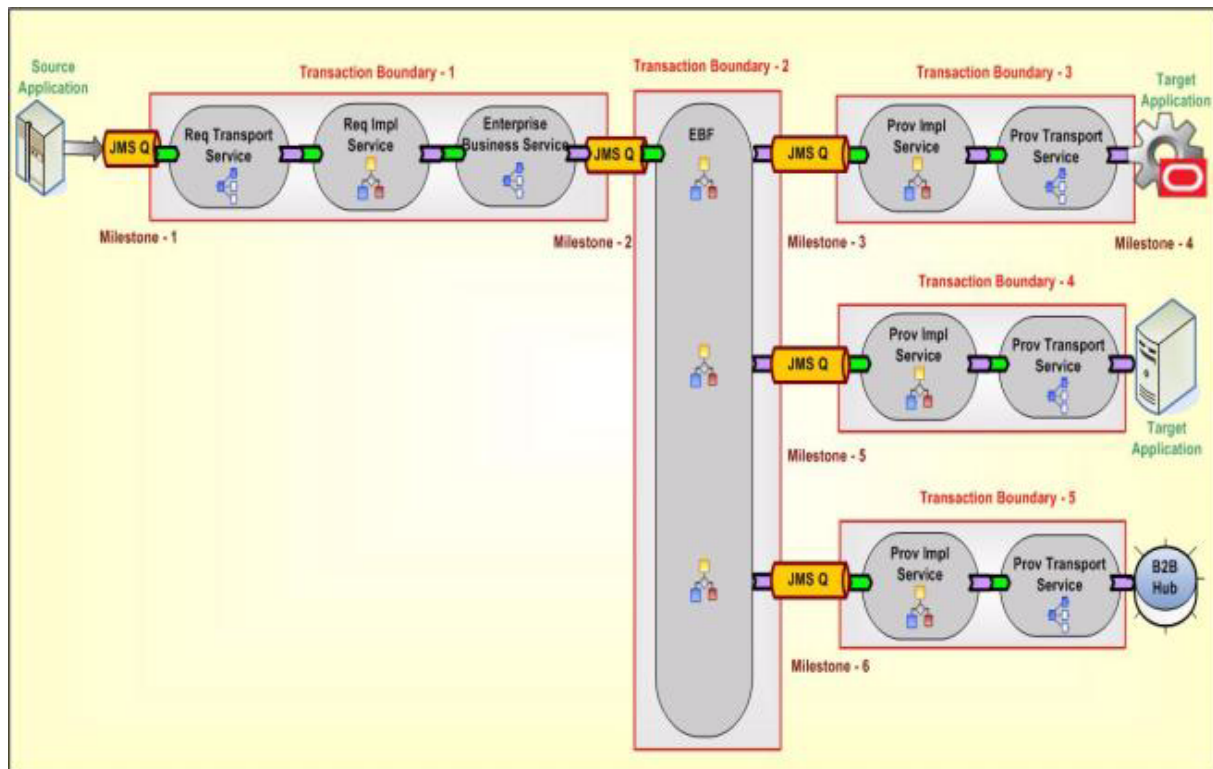 Source
Application
Transaction Boundary - 1
Transaction Boundary - 2
Transaction Boundary - 3
Target
Application
JMS Q
Req Transport
Service
Req Impl
Service
Enterprise
Business Service
JMS Q
EBF
JMS Q
Prov Impl
Service
Prov Transport
Service
Milestone - 1
Milestone - 2
Milestone - 3
Milestone - 4
Transaction Boundary - 4
JMS Q
Prov Impl
Service
Prov Transport
Service
Target
Application
Milestone - 5
Transaction Boundary - 5
JMS Q
Prov Impl
Service
Prov Transport
Service
B2B
Hub
Milestone - 6